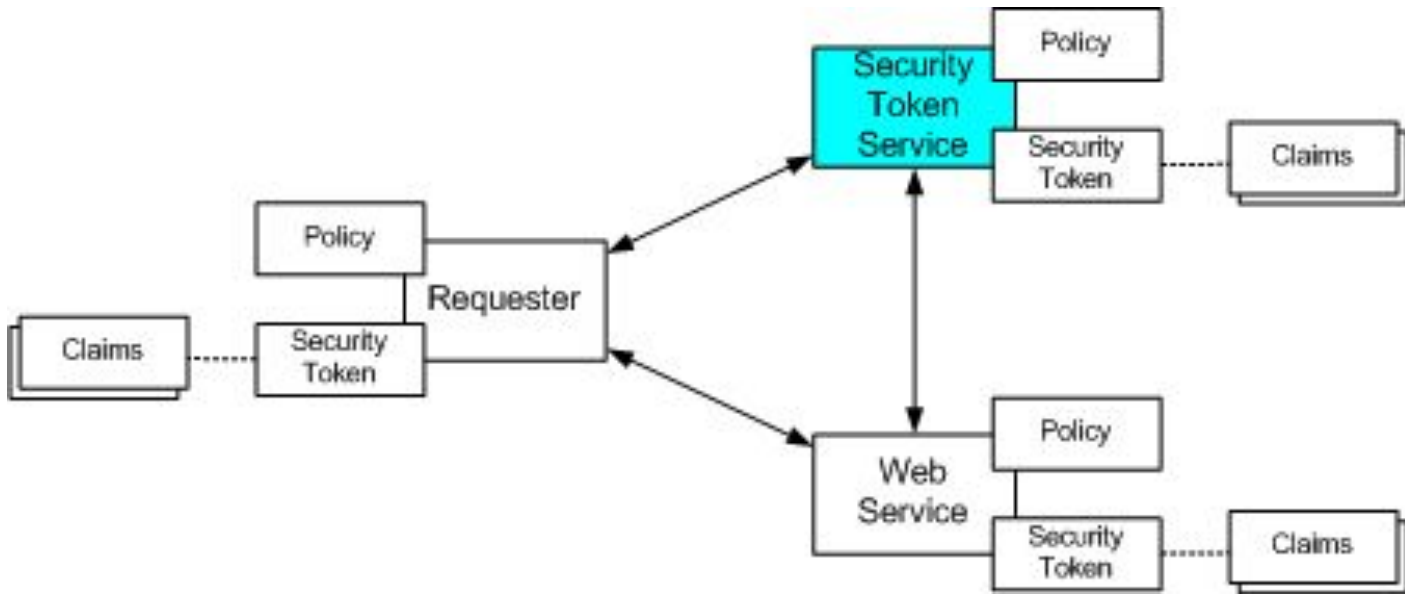 Policy
Security
Token
Service
Security
Token
Claims
Policy
Requester
Claims
Security
Token
Policy
Web
Service
Security
Token
Claims